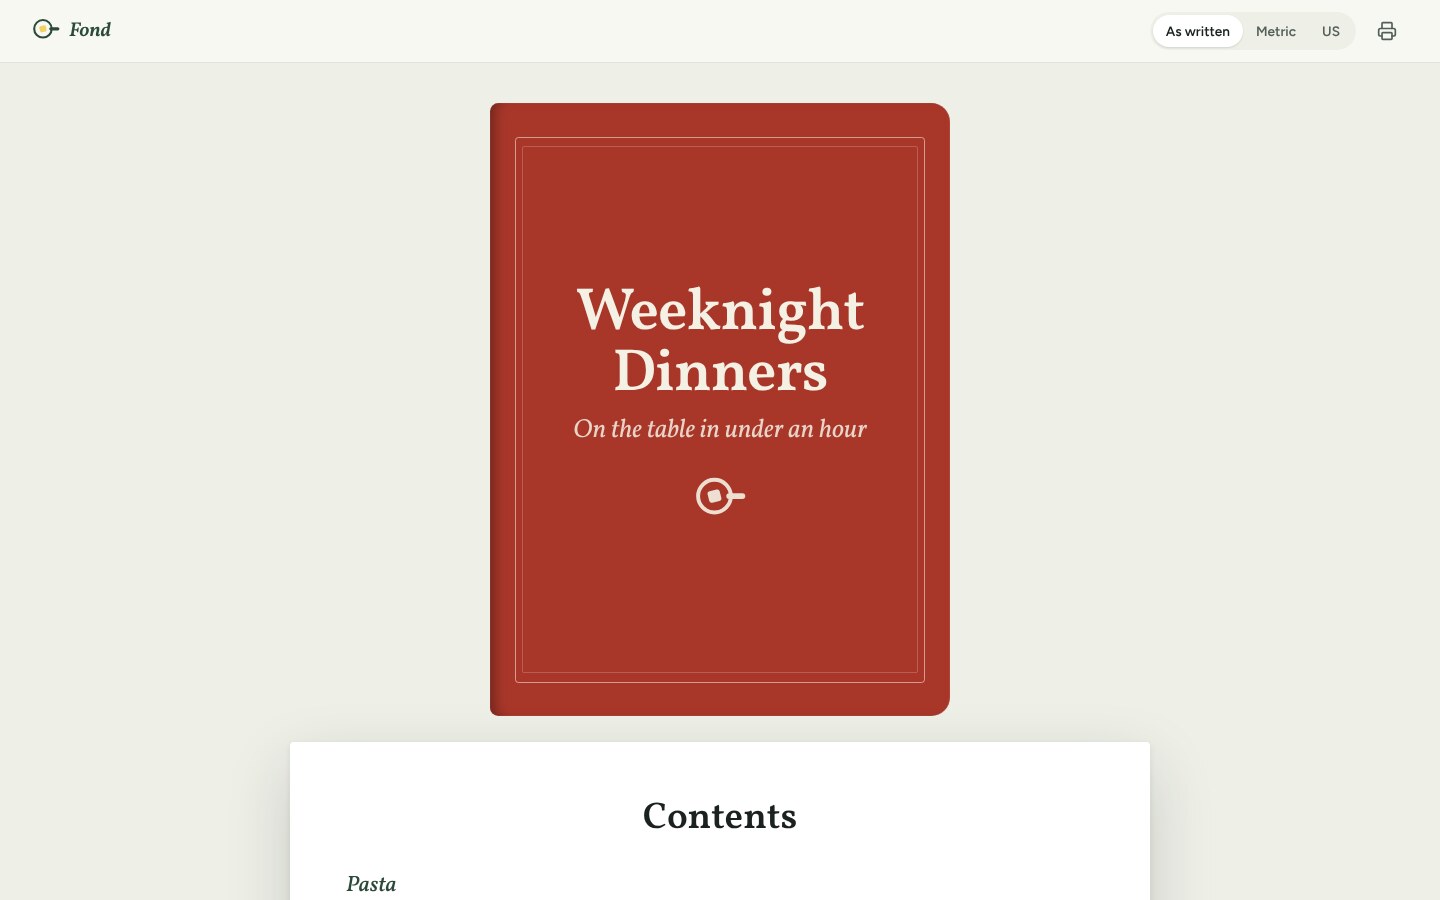 Fond
As written Metric US
Weeknight
Dinners
On the table in under an hour
Contents
Pasta